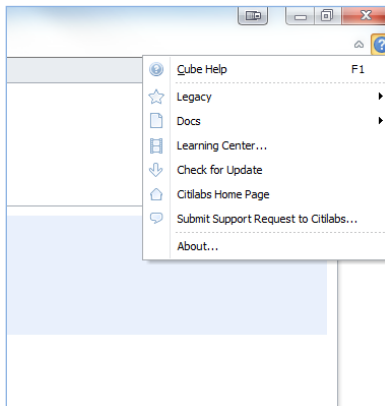 Cube Help F1
Legacy
Docs
Learning Center...
Check for Update
Citilabs Home Page
Submit Support Request to Citilabs...
About...